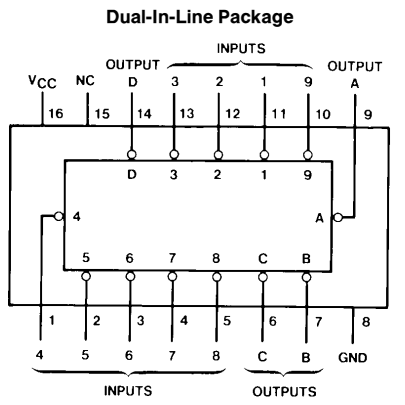 Dual-In-Line Package
INPUTS
OUTPUT OUTPUT
VCC NC D 3 2 1 9 A
16 15 14 13 12 11 10 9
D 3 2 1 9
4 A
5 6 7 8 C B
1 2 3 4 5 6 7 8
4 5 6 7 8 C B GND
INPUTS OUTPUTS